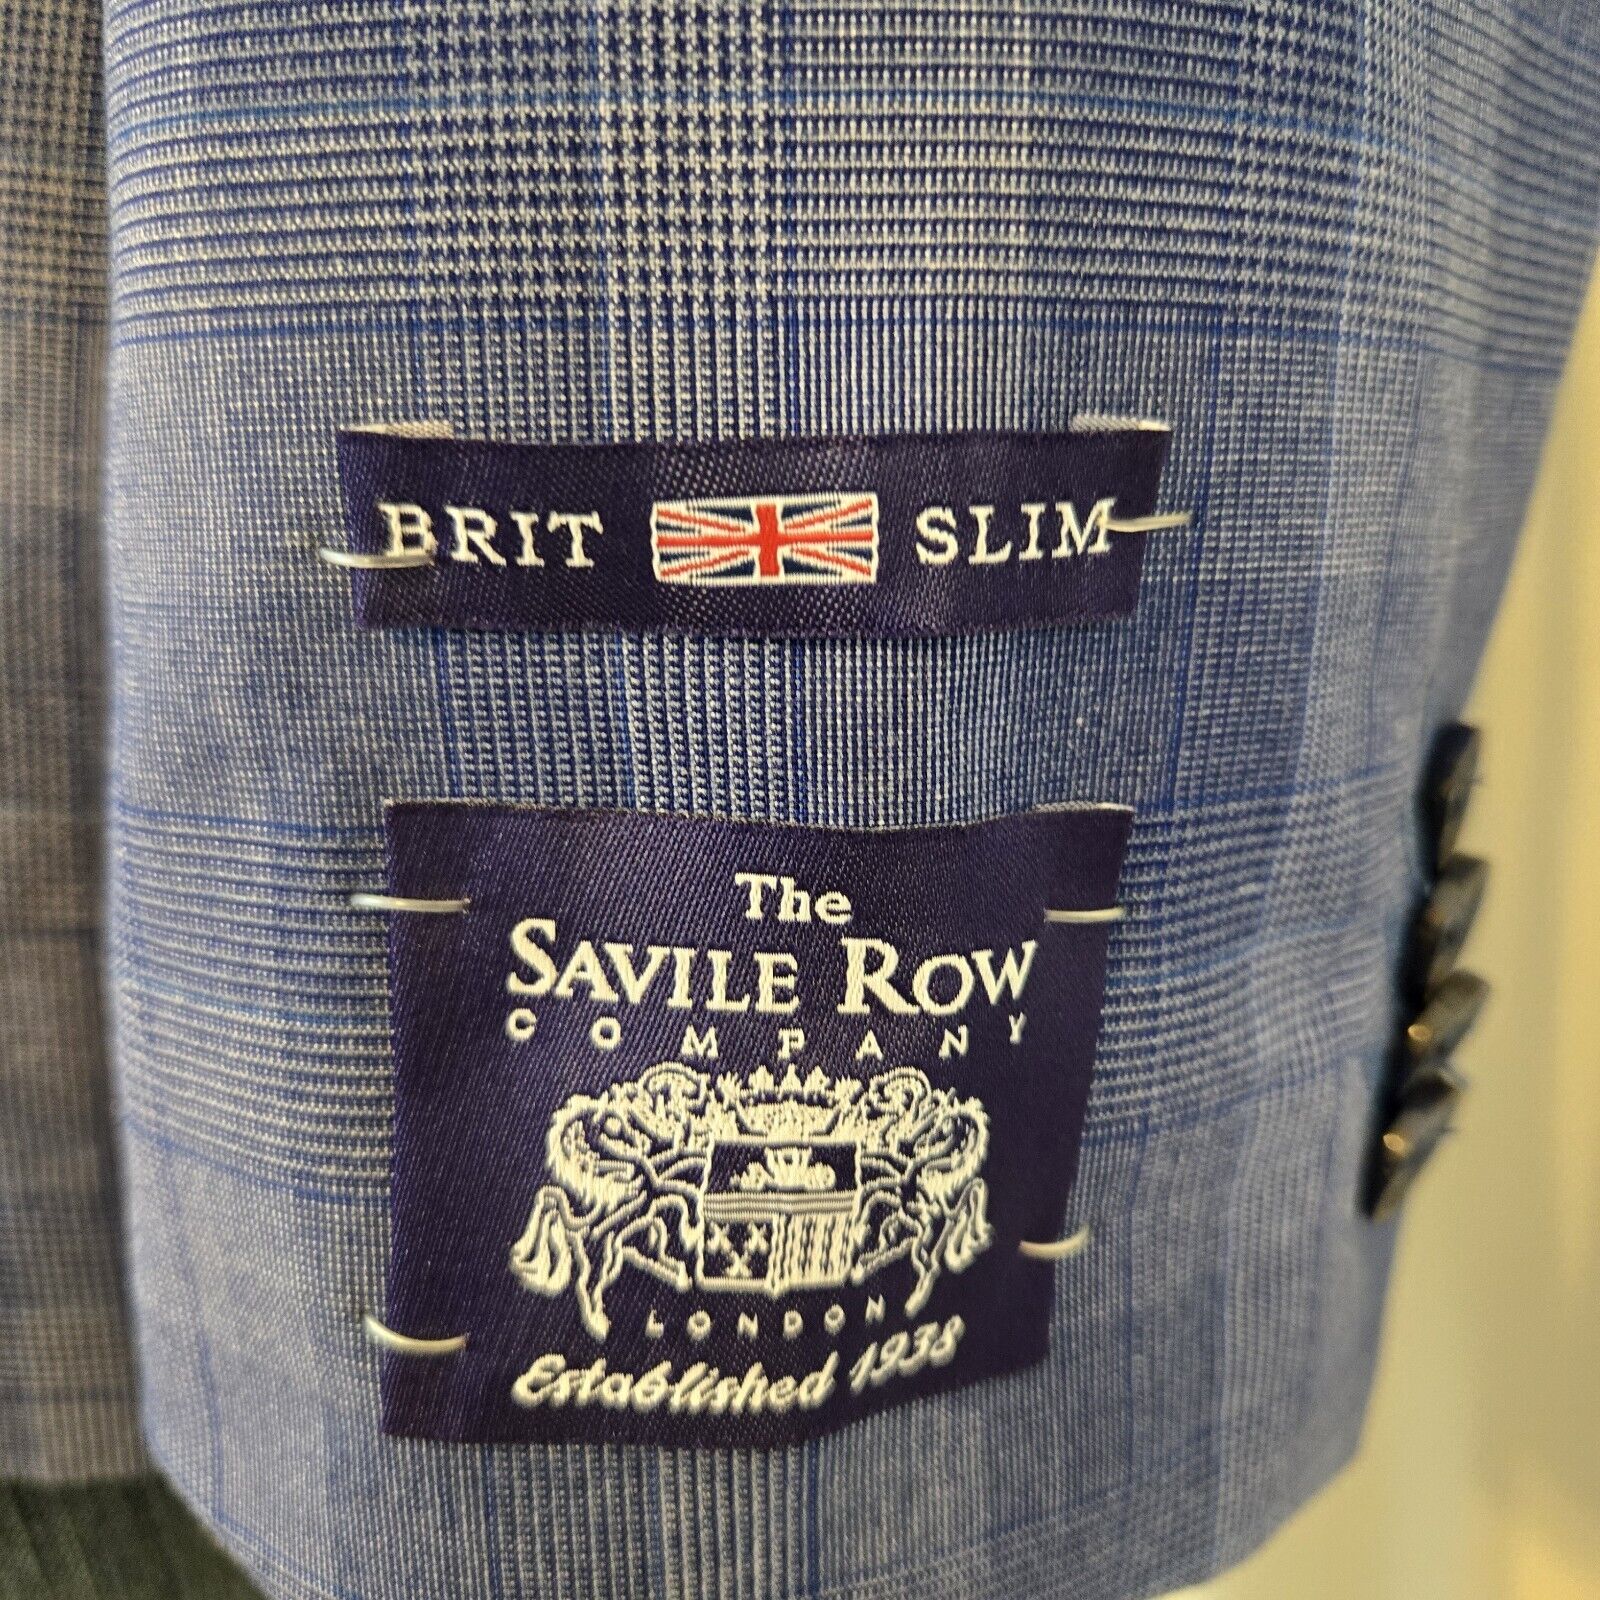 BRIT SLIM
The
SAVILE ROW
COMPANY
LONDON
Established 1938